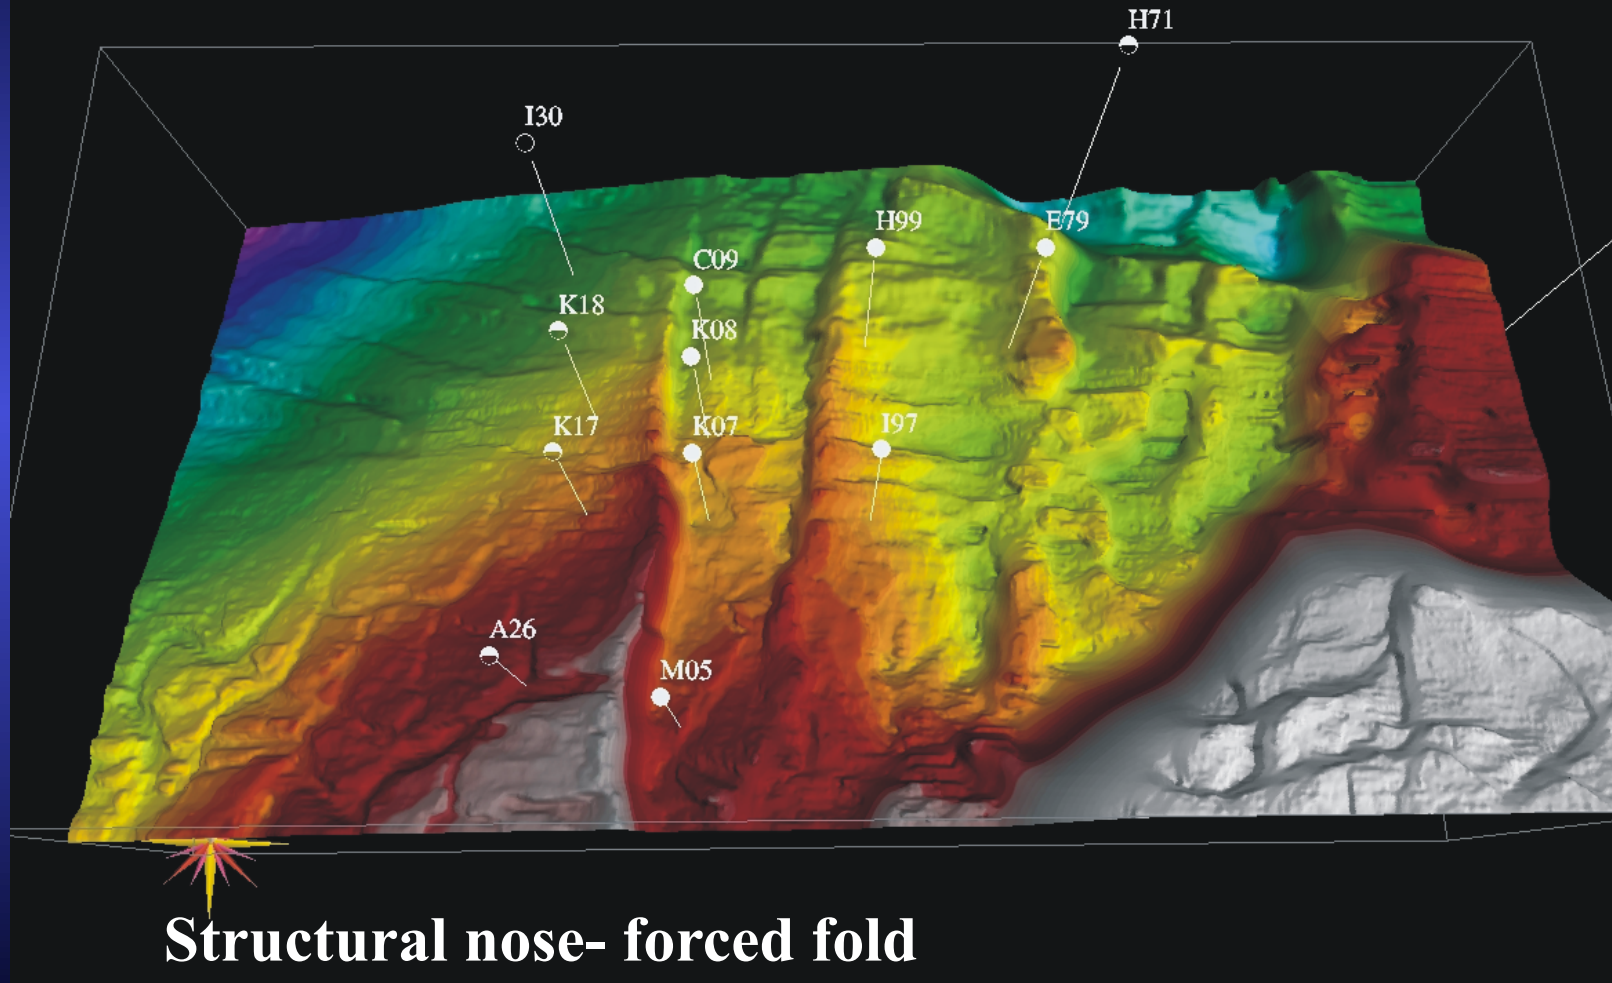 H71
I30
H99
E79
C09
K18
K08
K17
K07
I97
A26
M05
Structural nose- forced fold